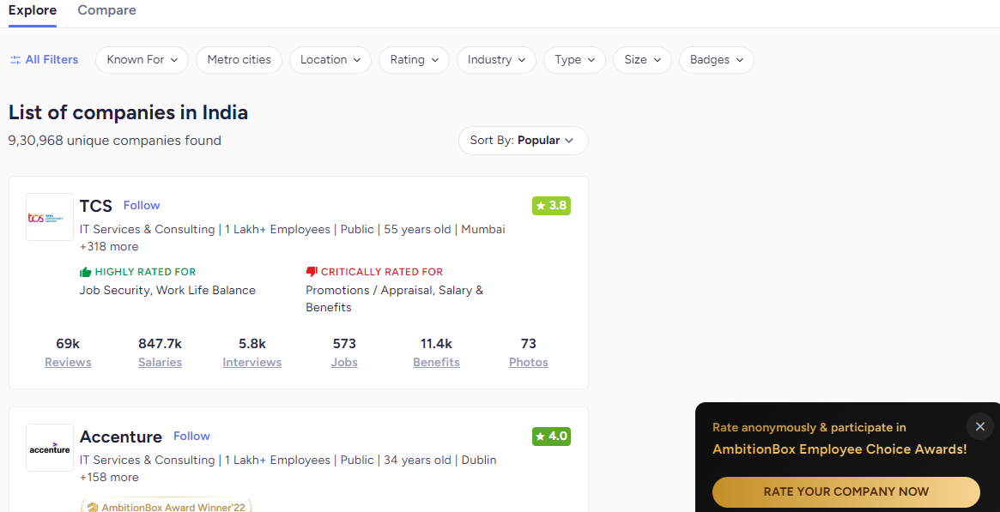 Explore Compare
All Filters Known For Metro cities Location Rating Industry Type Size Badges
List of companies in India
9,30,968 unique companies found
Sort By: Popular
tcs TATA CONSULTANCY SERVICES
TCS Follow
★ 3.8
IT Services & Consulting | 1 Lakh+ Employees | Public | 55 years old | Mumbai
+318 more
HIGHLY RATED FOR
Job Security, Work Life Balance
CRITICALLY RATED FOR
Promotions / Appraisal, Salary &
Benefits
69k 847.7k 5.8k 573 11.4k 73
Reviews Salaries Interviews Jobs Benefits Photos
accenture
Accenture Follow
★ 4.0
IT Services & Consulting | 1 Lakh+ Employees | Public | 34 years old | Dublin
+158 more
AmbitionBox Award Winner'22
Rate anonymously & participate in
AmbitionBox Employee Choice Awards!
RATE YOUR COMPANY NOW